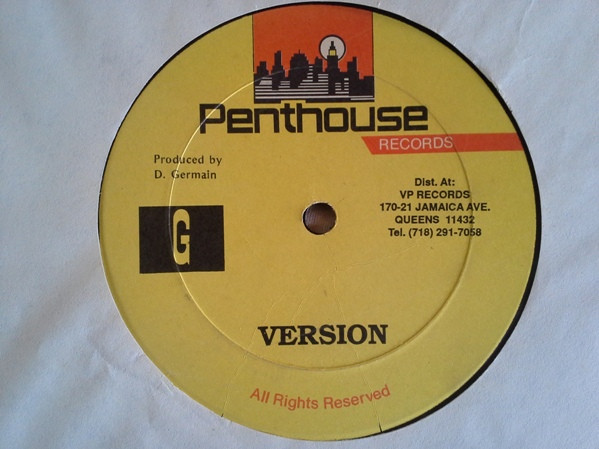 Penthouse
RECORDS
Produced by
D. Germain
Dist. At:
VP RECORDS
170-21 JAMAICA AVE.
QUEENS 11432
Tel. (718) 291-7058
G
VERSION
All Rights Reserved